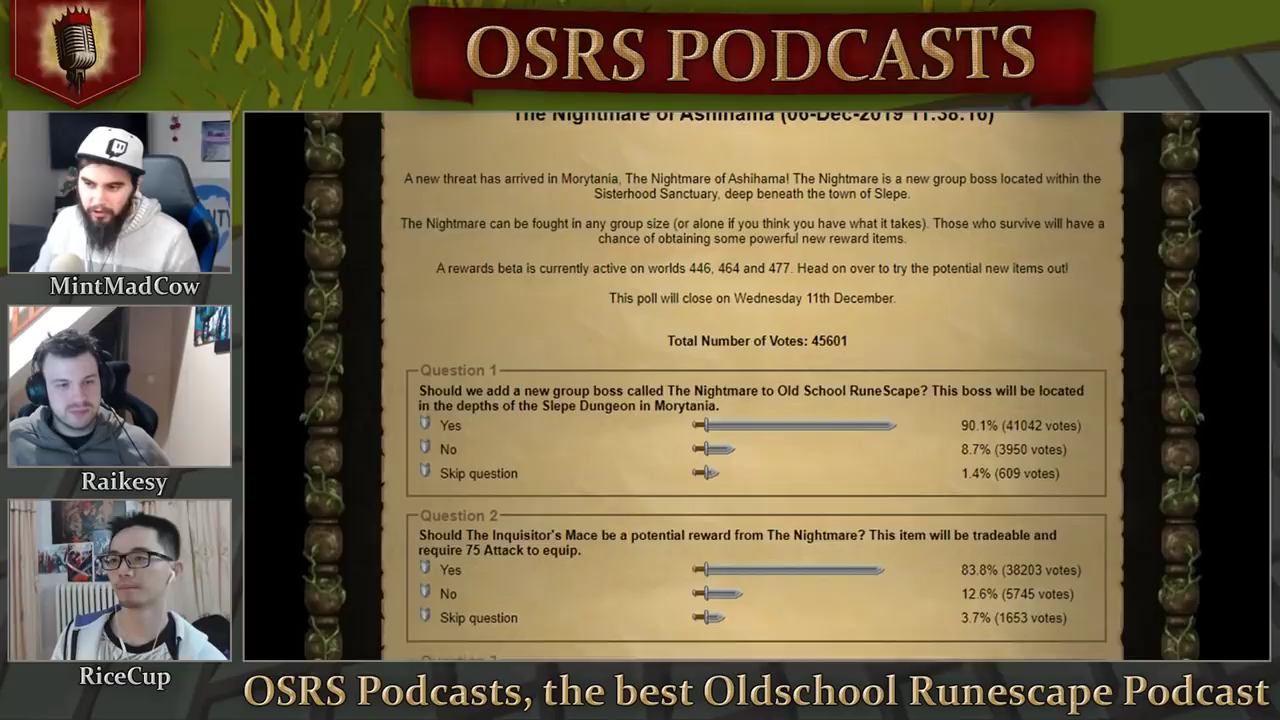 OSRS PODCASTS
The Nightmare of Ashihama (06-Dec-2019 11:38:16)
A new threat has arrived in Morytania, The Nightmare of Ashihama! The Nightmare is a new group boss located within the
Sisterhood Sanctuary, deep beneath the town of Slepe.
The Nightmare can be fought in any group size (or alone if you think you have what it takes). Those who survive will have a
chance of obtaining some powerful new reward items.
A rewards beta is currently active on worlds 446, 464 and 477. Head on over to try the potential new items out!
This poll will close on Wednesday 11th December.
Total Number of Votes: 45601
Question 1
Should we add a new group boss called The Nightmare to Old School RuneScape? This boss will be located
in the depths of the Slepe Dungeon in Morytania.
Yes 90.1% (41042 votes)
No 8.7% (3950 votes)
Skip question 1.4% (609 votes)
Question 2
Should The Inquisitor's Mace be a potential reward from The Nightmare? This item will be tradeable and
require 75 Attack to equip.
Yes 83.8% (38203 votes)
No 12.6% (5745 votes)
Skip question 3.7% (1653 votes)
MintMadCow
Raikesy
RiceCup
OSRS Podcasts, the best Oldschool Runescape Podcast